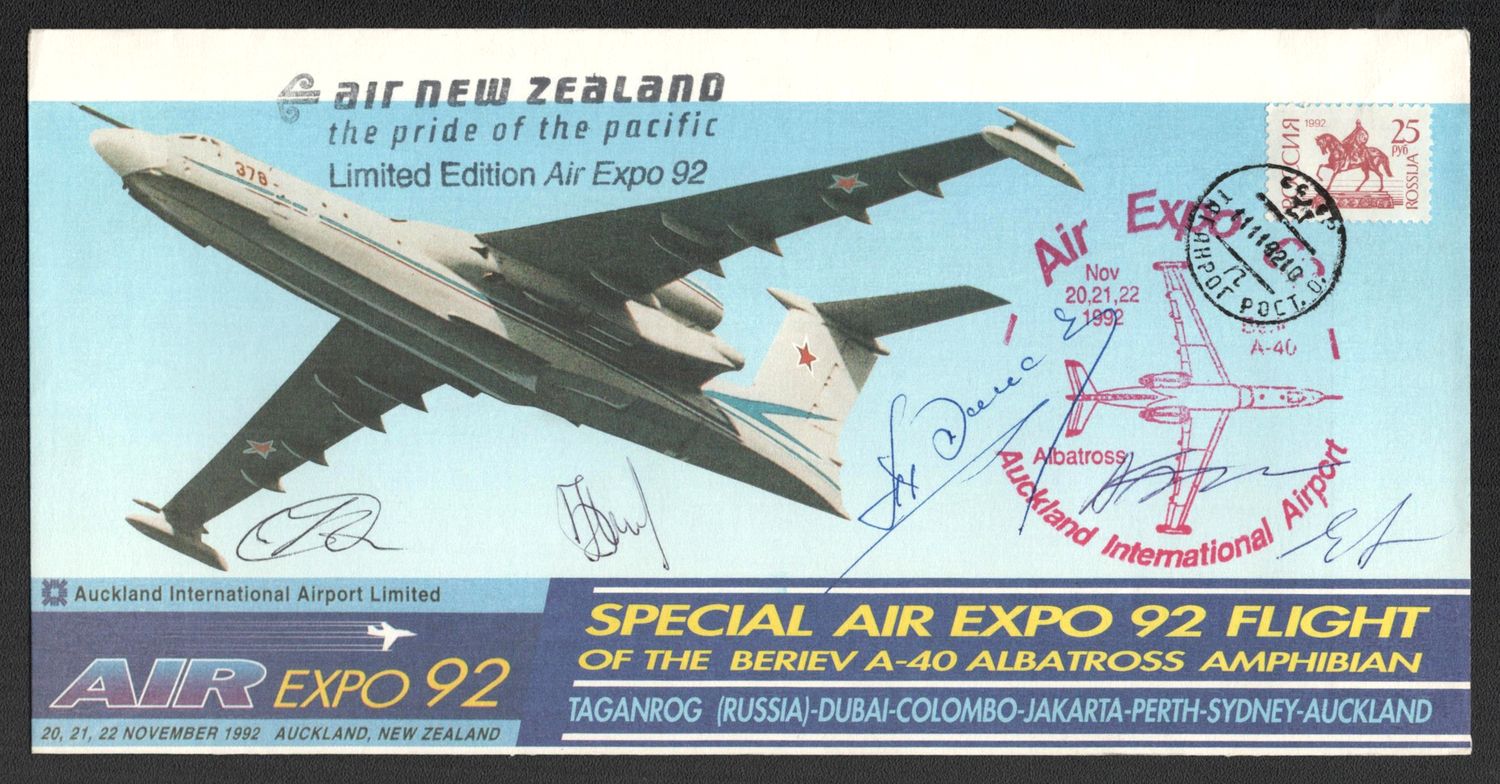 air new zealand
the pride of the pacific
Limited Edition Air Expo 92
378
РОССИЯ
1992
25
руб
ROSSIJA
ТАГАНРОГ РОСТ. О.
Air Expo
Nov
20,21,22
1992
A-40
Albatross
Auckland International Airport
Auckland International Airport Limited
AIR EXPO 92
20, 21, 22 NOVEMBER 1992 AUCKLAND, NEW ZEALAND
SPECIAL AIR EXPO 92 FLIGHT
OF THE BERIEV A-40 ALBATROSS AMPHIBIAN
TAGANROG (RUSSIA)-DUBAI-COLOMBO-JAKARTA-PERTH-SYDNEY-AUCKLAND